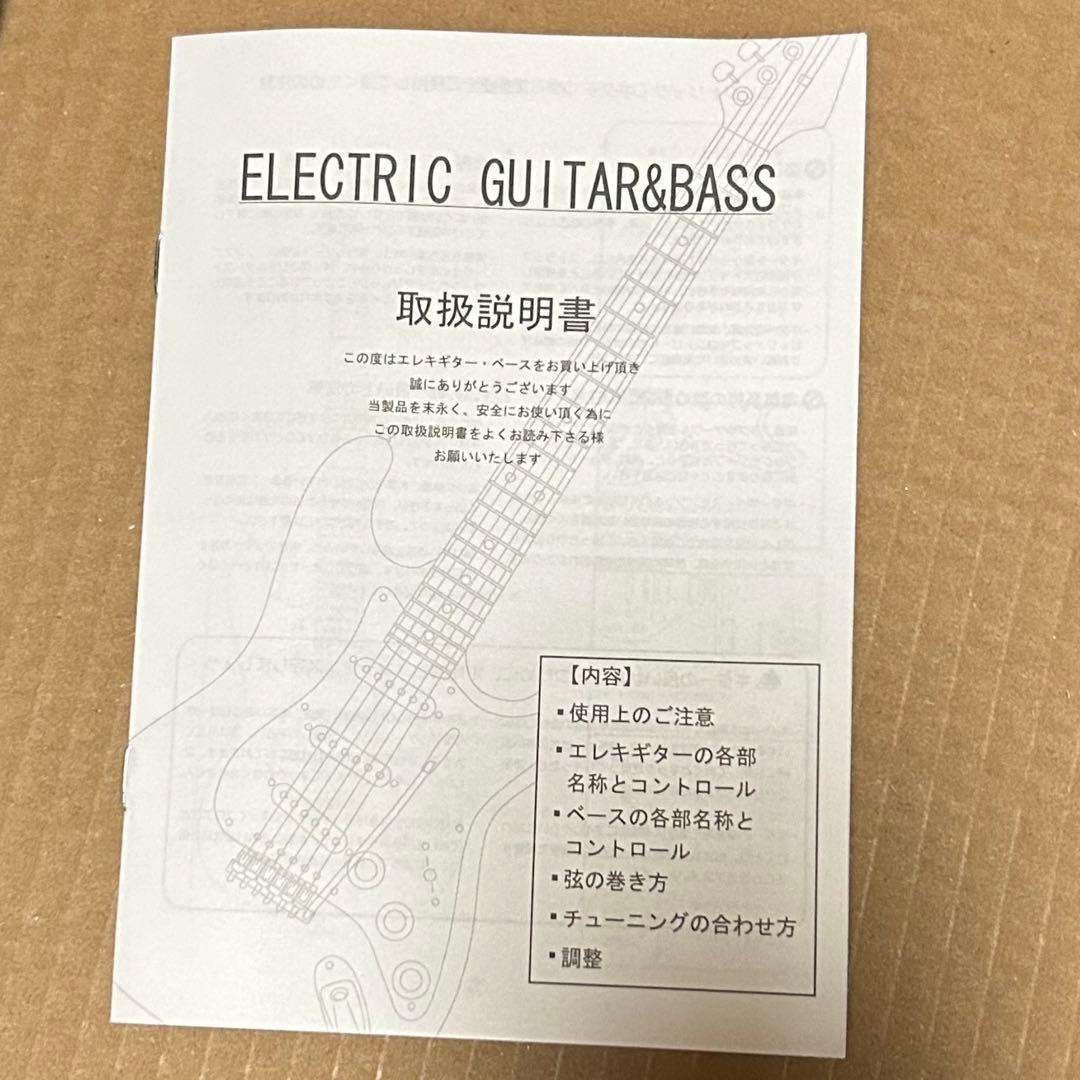 ELECTRIC GUITAR&BASS
取扱説明書
この度はエレキギター・ベースをお買い上げ頂き
誠にありがとうございます
当製品を末永く、安全にお使い頂く為に
この取扱説明書をよくお読み下さる様
お願いいたします
【内容】
▪使用上のご注意
▪エレキギターの各部
名称とコントロール
▪ベースの各部名称と
コントロール
▪弦の巻き方
▪チューニングの合わせ方
▪調整